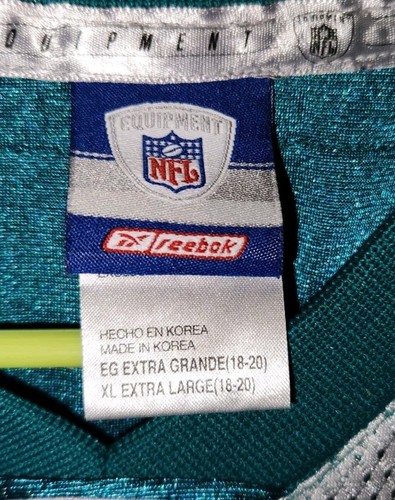 QUIPMENT
NFL
EQUIPMENT
NFL
Reebok
HECHO EN KOREA
MADE IN KOREA
EG EXTRA GRANDE(18-20)
XL EXTRA LARGE(18-20)